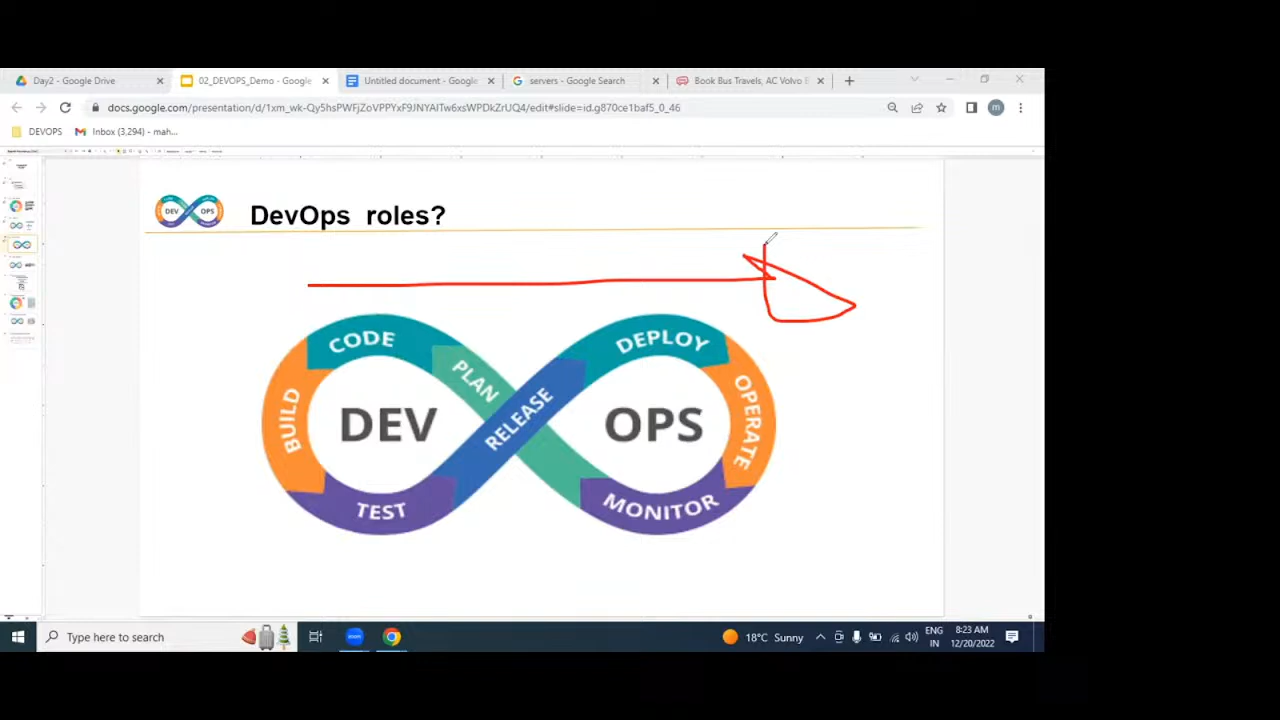 Day2 - Google Drive
02_DEVOPS_Demo - Google
Untitled document - Google
servers - Google Search
Book Bus Travels, AC Volvo B
docs.google.com/presentation/d/1xm_wk-Qy5hsPWFjZoVPPYxF9JNYAITw6xsWPDkZrUQ4/edit#slide=id.g870ce1baf5_0_46
m
DEVOPS
Inbox (3,294) - mah...
DEV OPS
DevOps roles?
CODE
PLAN
BUILD
DEV
TEST
RELEASE
DEPLOY
OPERATE
OPS
MONITOR
Type here to search
zoom
18°C Sunny
ENG
IN
8:23 AM
12/20/2022